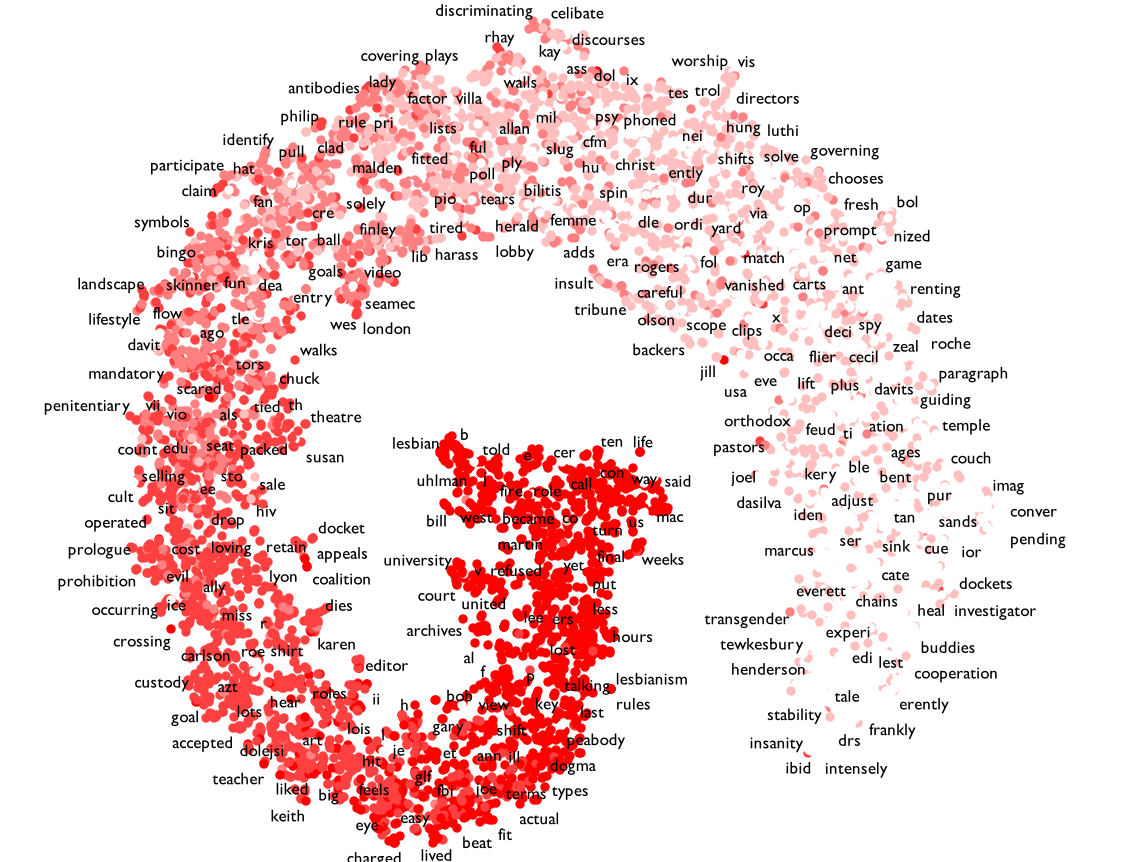 discriminating celibate
rhay kay discourses
covering plays worship vis
antibodies lady walls ass dol ix
factor villa tes trol directors
philip rule pri lists allan mil psy phoned nei hung luthi
identify pull clad ful slug cfm shifts solve governing
participate hat malden fitted poll ply hu christ ently
claim fan solely pio tears bilitis spin dur roy chooses
symbols cre finley tired herald femme dle ordi yard via op fresh bol
bingo kris tor ball lib harass lobby adds era prompt nized
goals video rogers fol match net game
landscape skinner fun dea entry seamec insult careful vanished carts ant renting
lifestyle flow tle wes london tribune olson scope clips x deci spy dates
davit ago walks backers occa flier cecil zeal roche
mandatory tors chuck jill eve lift plus davits paragraph
scared usa guiding
penitentiary vii vio als tied th theatre orthodox feud ti ation temple
count edu seat packed susan lesbian b told e cer ten life pastors ages couch
selling sto sale uhlman j call con way said joel kery ble bent imag
cult ee fire role dasilva adjust pur
sit hiv conver
operated drop docket bill west became co turn us mac iden tan sands pending
prologue cost loving retain appeals martin final weeks marcus ser sink cue ior
prohibition evil ally lyon coalition university v refused yet put cate dockets
occurring ice miss r dies court united less everett chains heal investigator
crossing karen archives lee ers hours transgender experi
carlson roe shirt editor al lost tewkesbury edi lest buddies
custody azt roles ii f p talking lesbianism henderson cooperation
goal lots hear h bob view key last rules tale erently
accepted art lois l gary shift stability frankly
dolejsi hit je et ann ill peabody insanity drs
teacher glf dogma ibid intensely
liked big feels fbi joe terms types
keith eye easy actual
charged lived beat fit